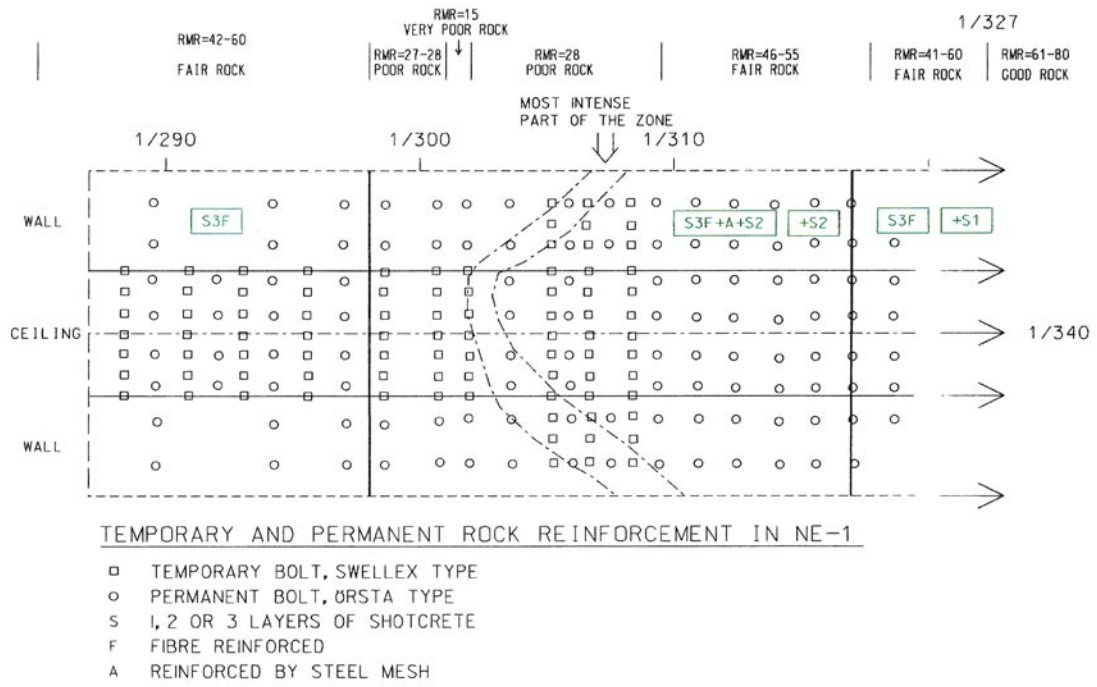 1/327
RMR=15
VERY POOR ROCK
RMR=42-60
FAIR ROCK
RMR=27-28
POOR ROCK
RMR=28
POOR ROCK
RMR=46-55
FAIR ROCK
RMR=41-60
FAIR ROCK
RMR=61-80
GOOD ROCK
MOST INTENSE
PART OF THE ZONE
1/290
1/300
1/310
WALL
S3F
S3F+A+S2
+S2
S3F
+S1
CEILING
1/340
WALL
TEMPORARY AND PERMANENT ROCK REINFORCEMENT IN NE-1
TEMPORARY BOLT, SWELLEX TYPE
PERMANENT BOLT, ÖRSTA TYPE
S 1, 2 OR 3 LAYERS OF SHOTCRETE
F FIBRE REINFORCED
A REINFORCED BY STEEL MESH